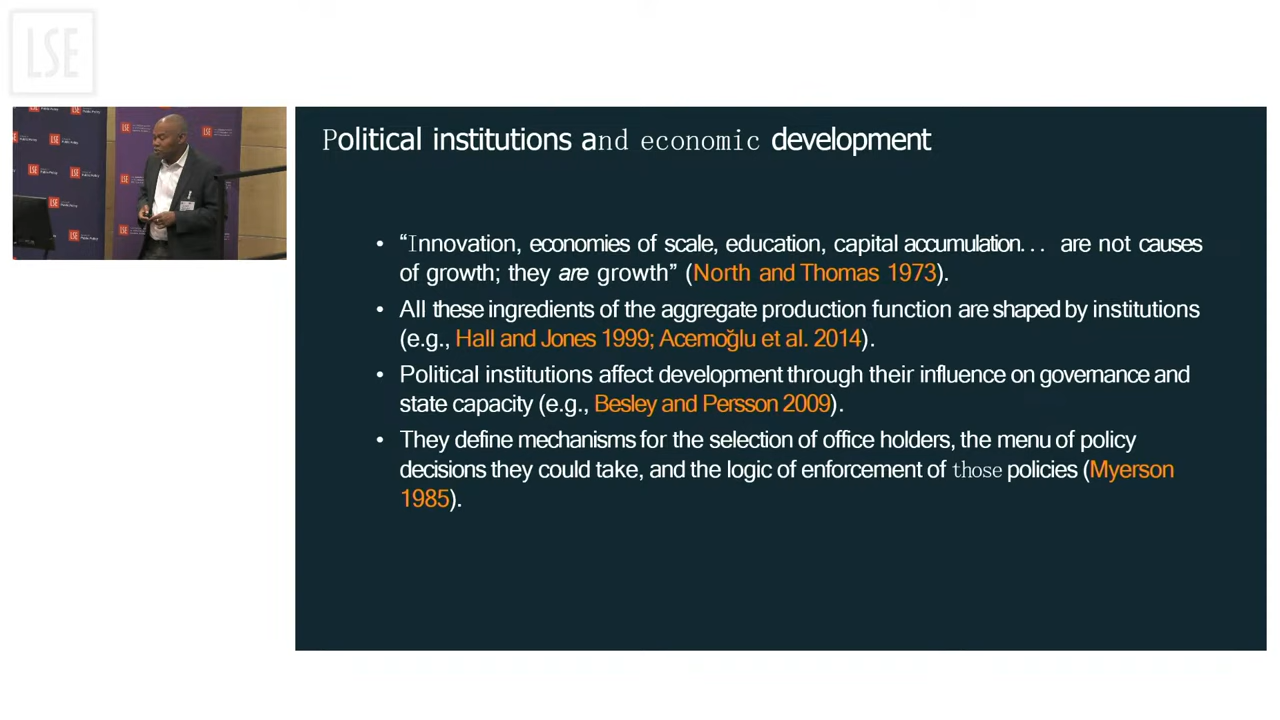 LSE
Political institutions and economic development
• “Innovation, economies of scale, education, capital accumulation... are not causes
of growth; they are growth” (North and Thomas 1973).
• All these ingredients of the aggregate production function are shaped by institutions
(e.g., Hall and Jones 1999; Acemoğlu et al. 2014).
• Political institutions affect development through their influence on governance and
state capacity (e.g., Besley and Persson 2009).
• They define mechanisms for the selection of office holders, the menu of policy
decisions they could take, and the logic of enforcement of those policies (Myerson
1985).